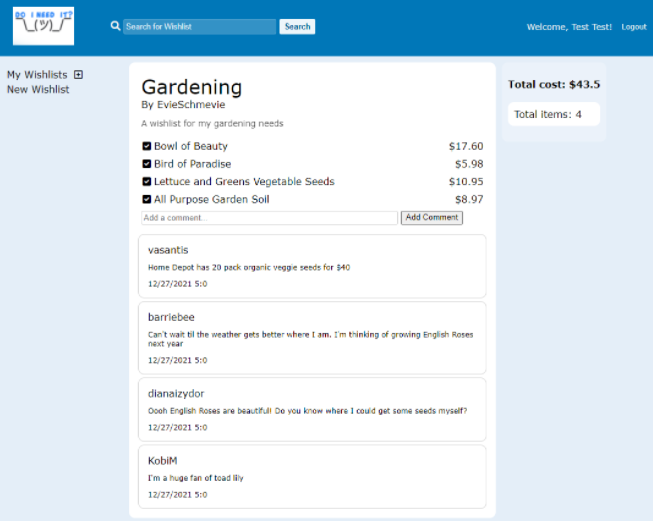 DO I NEED IT?
¯\_(ツ)_/¯
Search for Wishlist
Search
Welcome, Test Test!
Logout
My Wishlists
New Wishlist
Gardening
By EvieSchmevie
A wishlist for my gardening needs
Bowl of Beauty $17.60
Bird of Paradise $5.98
Lettuce and Greens Vegetable Seeds $10.95
All Purpose Garden Soil $8.97
Add a comment...
Add Comment
vasantis
Home Depot has 20 pack organic veggie seeds for $40
12/27/2021 5:0
barriebee
Can't wait til the weather gets better where I am. I'm thinking of growing English Roses
next year
12/27/2021 5:0
dianaizydor
Oooh English Roses are beautiful! Do you know where I could get some seeds myself?
12/27/2021 5:0
KobiM
I'm a huge fan of toad lily
12/27/2021 5:0
Total cost: $43.5
Total items: 4